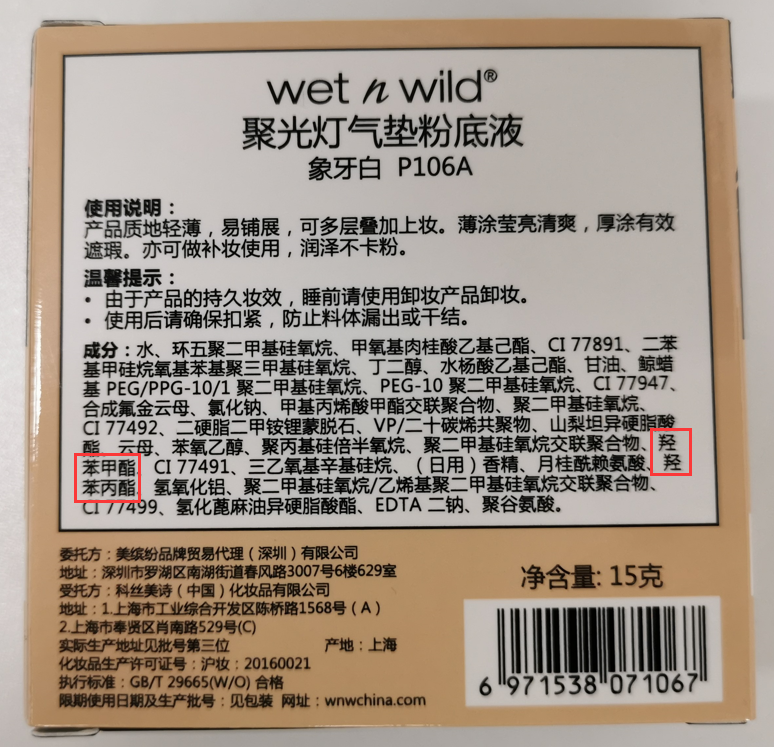 wet n wild®
聚光灯气垫粉底液
象牙白 P106A
使用说明：
产品质地轻薄，易铺展，可多层叠加上妆。薄涂莹亮清爽，厚涂有效
遮瑕。亦可做补妆使用，润泽不卡粉。
温馨提示：
• 由于产品的持久妆效，睡前请使用卸妆产品卸妆。
• 使用后请确保扣紧，防止料体漏出或干结。
成分：水、环五聚二甲基硅氧烷、甲氧基肉桂酸乙基己酯、CI 77891、二苯
基甲硅烷氧基苯基聚三甲基硅氧烷、丁二醇、水杨酸乙基己酯、甘油、鲸蜡
基 PEG/PPG-10/1 聚二甲基硅氧烷、PEG-10 聚二甲基硅氧烷、CI 77947、
合成氟金云母、氯化钠、甲基丙烯酸甲酯交联聚合物、聚二甲基硅氧烷、
CI 77492、二硬脂二甲铵锂蒙脱石、VP/二十碳烯共聚物、山梨坦异硬脂酸
酯、云母、苯氧乙醇、聚丙基硅倍半氧烷、聚二甲基硅氧烷交联聚合物、羟
苯甲酯、CI 77491、三乙氧基辛基硅烷、（日用）香精、月桂酰赖氨酸、羟
苯丙酯、氢氧化铝、聚二甲基硅氧烷/乙烯基聚二甲基硅氧烷交联聚合物、
CI 77499、氢化蓖麻油异硬脂酸酯、EDTA 二钠、聚谷氨酸。
委托方：美缤纷品牌贸易代理（深圳）有限公司
地址：深圳市罗湖区南湖街道春风路3007号6楼629室
受托方：科丝美诗（中国）化妆品有限公司
地址：1.上海市工业综合开发区陈桥路1568号（A）
2.上海市奉贤区肖南路529号(C)
实际生产地址见批号第三位 产地：上海
化妆品生产许可证号：沪妆：20160021
执行标准：GB/T 29665(W/O) 合格
限期使用日期及生产批号：见包装 网址：wnwchina.com
净含量: 15克
6 971538 071067